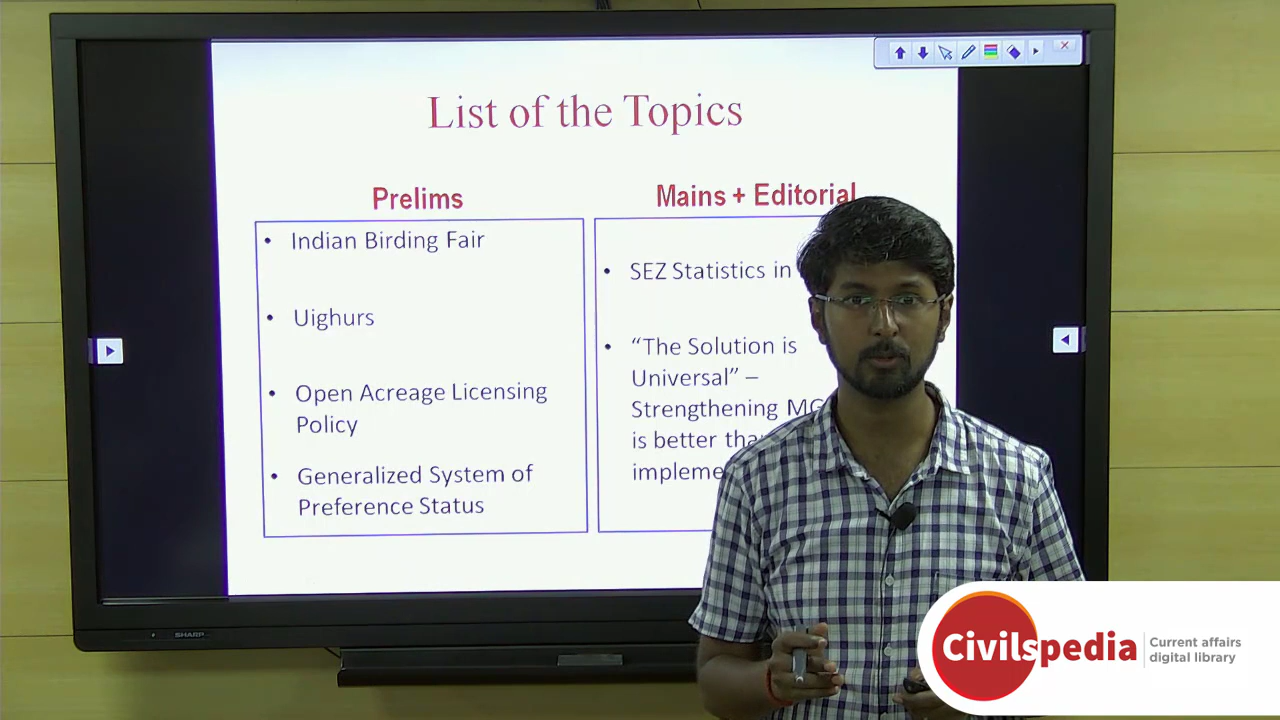 List of the Topics
Prelims
• Indian Birding Fair
• Uighurs
• Open Acreage Licensing
Policy
• Generalized System of
Preference Status
Mains + Editorial
• SEZ Statistics in
• “The Solution is
Universal” –
Strengthening
is better
SHARP
Civilspedia
Current affairs
digital library